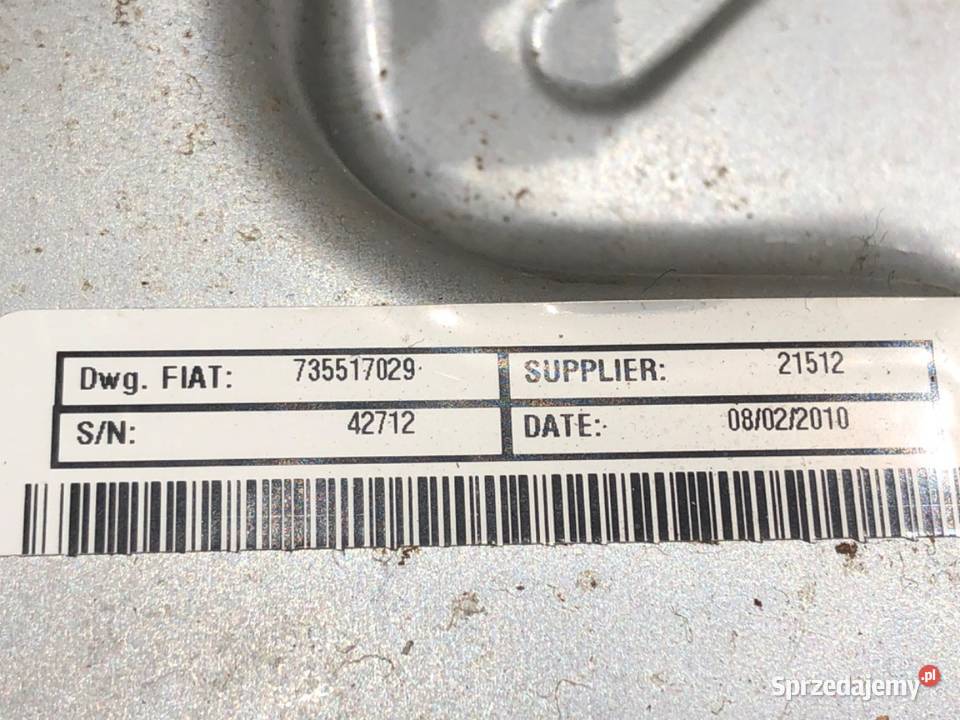 Dwg. FIAT: 735517029 SUPPLIER: 21512
S/N: 42712 DATE: 08/02/2010
Sprzedajemy.pl